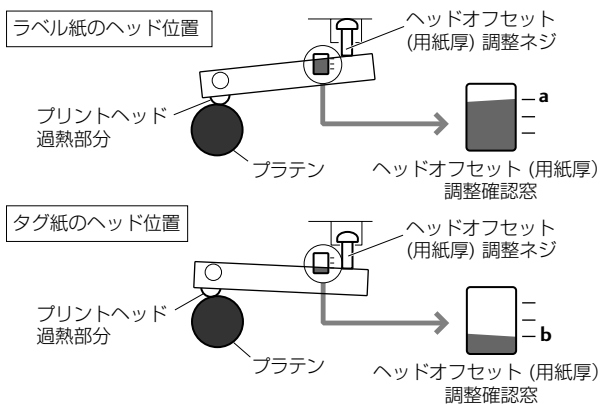 ラベル紙のヘッド位置
ヘッドオフセット
(用紙厚) 調整ネジ
a
プリントヘッド
過熱部分
プラテン
ヘッドオフセット (用紙厚)
調整確認窓
タグ紙のヘッド位置
ヘッドオフセット
(用紙厚) 調整ネジ
プリントヘッド
過熱部分
b
プラテン
ヘッドオフセット (用紙厚)
調整確認窓